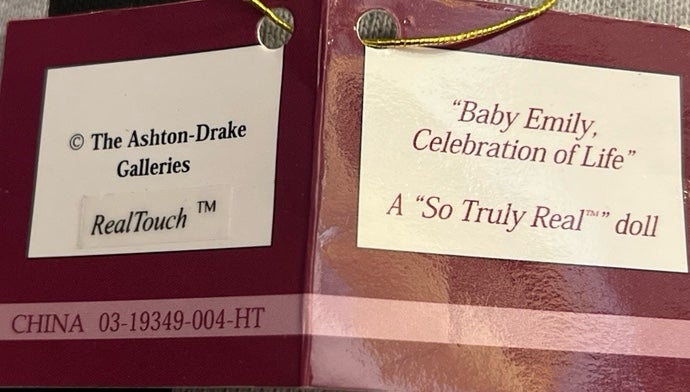 © The Ashton-Drake
Galleries
RealTouch ™
CHINA 03-19349-004-HT
“Baby Emily,
Celebration of Life”
A “So Truly Real™” doll